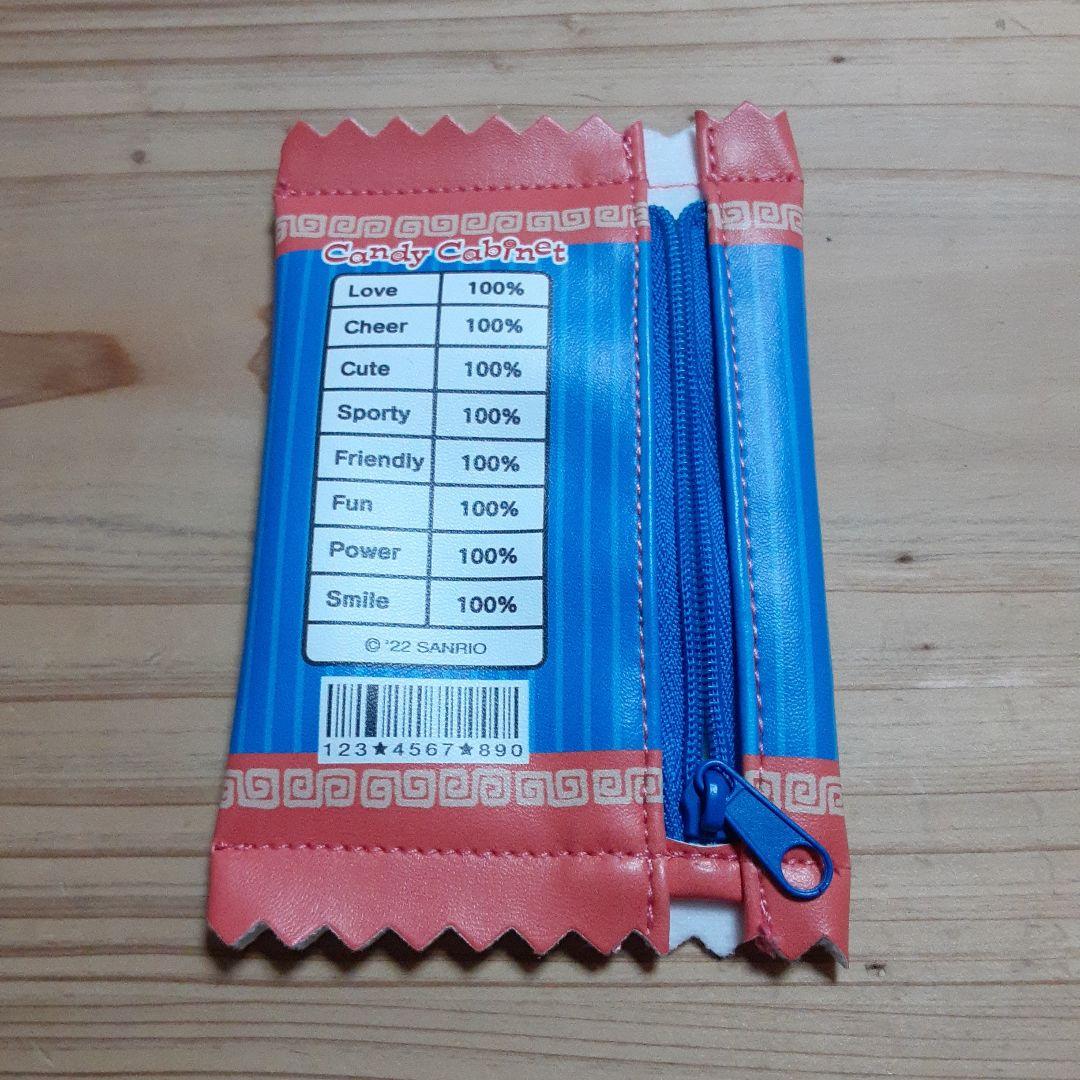 Candy Cabinet
Love 100%
Cheer 100%
Cute 100%
Sporty 100%
Friendly 100%
Fun 100%
Power 100%
Smile 100%
© '22 SANRIO
123★4567★890